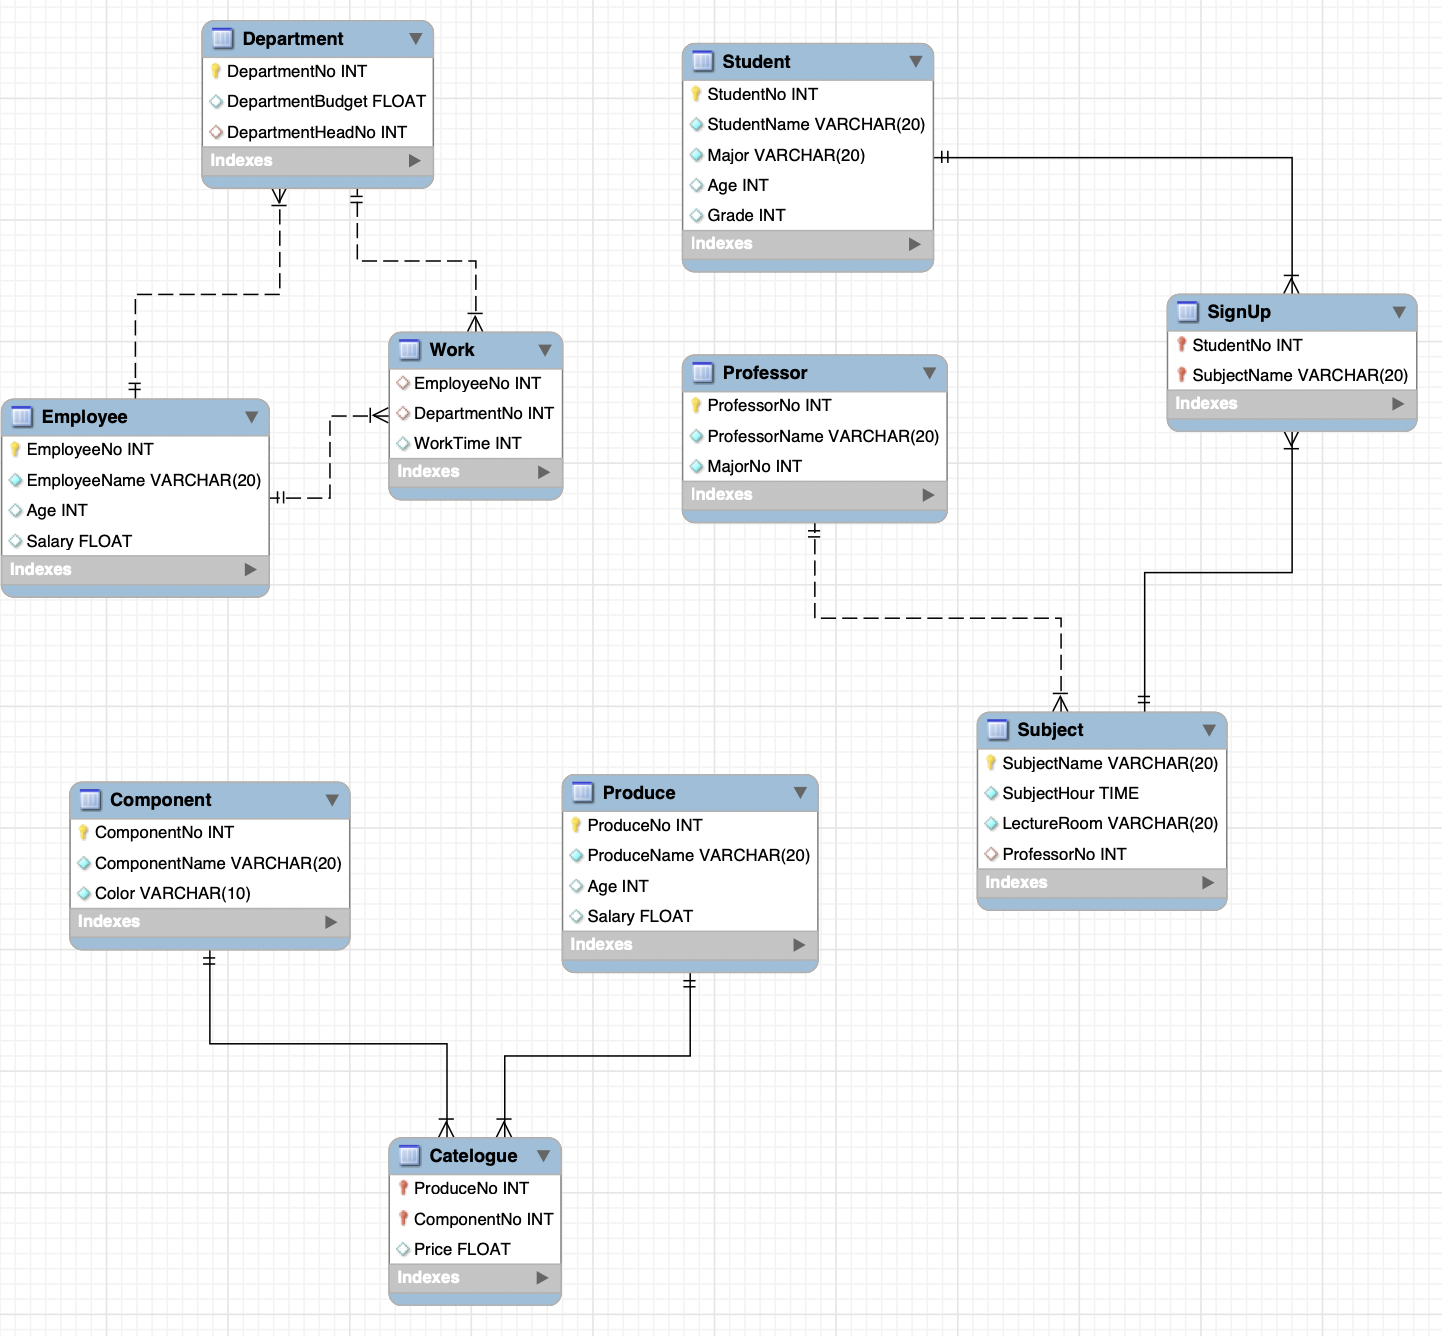 Department
DepartmentNo INT
DepartmentBudget FLOAT
DepartmentHeadNo INT
Indexes
Student
StudentNo INT
StudentName VARCHAR(20)
Major VARCHAR(20)
Age INT
Grade INT
Indexes
SignUp
StudentNo INT
SubjectName VARCHAR(20)
Indexes
Work
EmployeeNo INT
DepartmentNo INT
WorkTime INT
Indexes
Professor
ProfessorNo INT
ProfessorName VARCHAR(20)
MajorNo INT
Indexes
Employee
EmployeeNo INT
EmployeeName VARCHAR(20)
Age INT
Salary FLOAT
Indexes
Subject
SubjectName VARCHAR(20)
SubjectHour TIME
LectureRoom VARCHAR(20)
ProfessorNo INT
Indexes
Component
ComponentNo INT
ComponentName VARCHAR(20)
Color VARCHAR(10)
Indexes
Produce
ProduceNo INT
ProduceName VARCHAR(20)
Age INT
Salary FLOAT
Indexes
Catelogue
ProduceNo INT
ComponentNo INT
Price FLOAT
Indexes